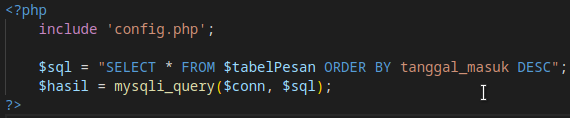 <?php
include 'config.php';
$sql = "SELECT * FROM $tabelPesan ORDER BY tanggal_masuk DESC";
$hasil = mysqli_query($conn, $sql);
?>